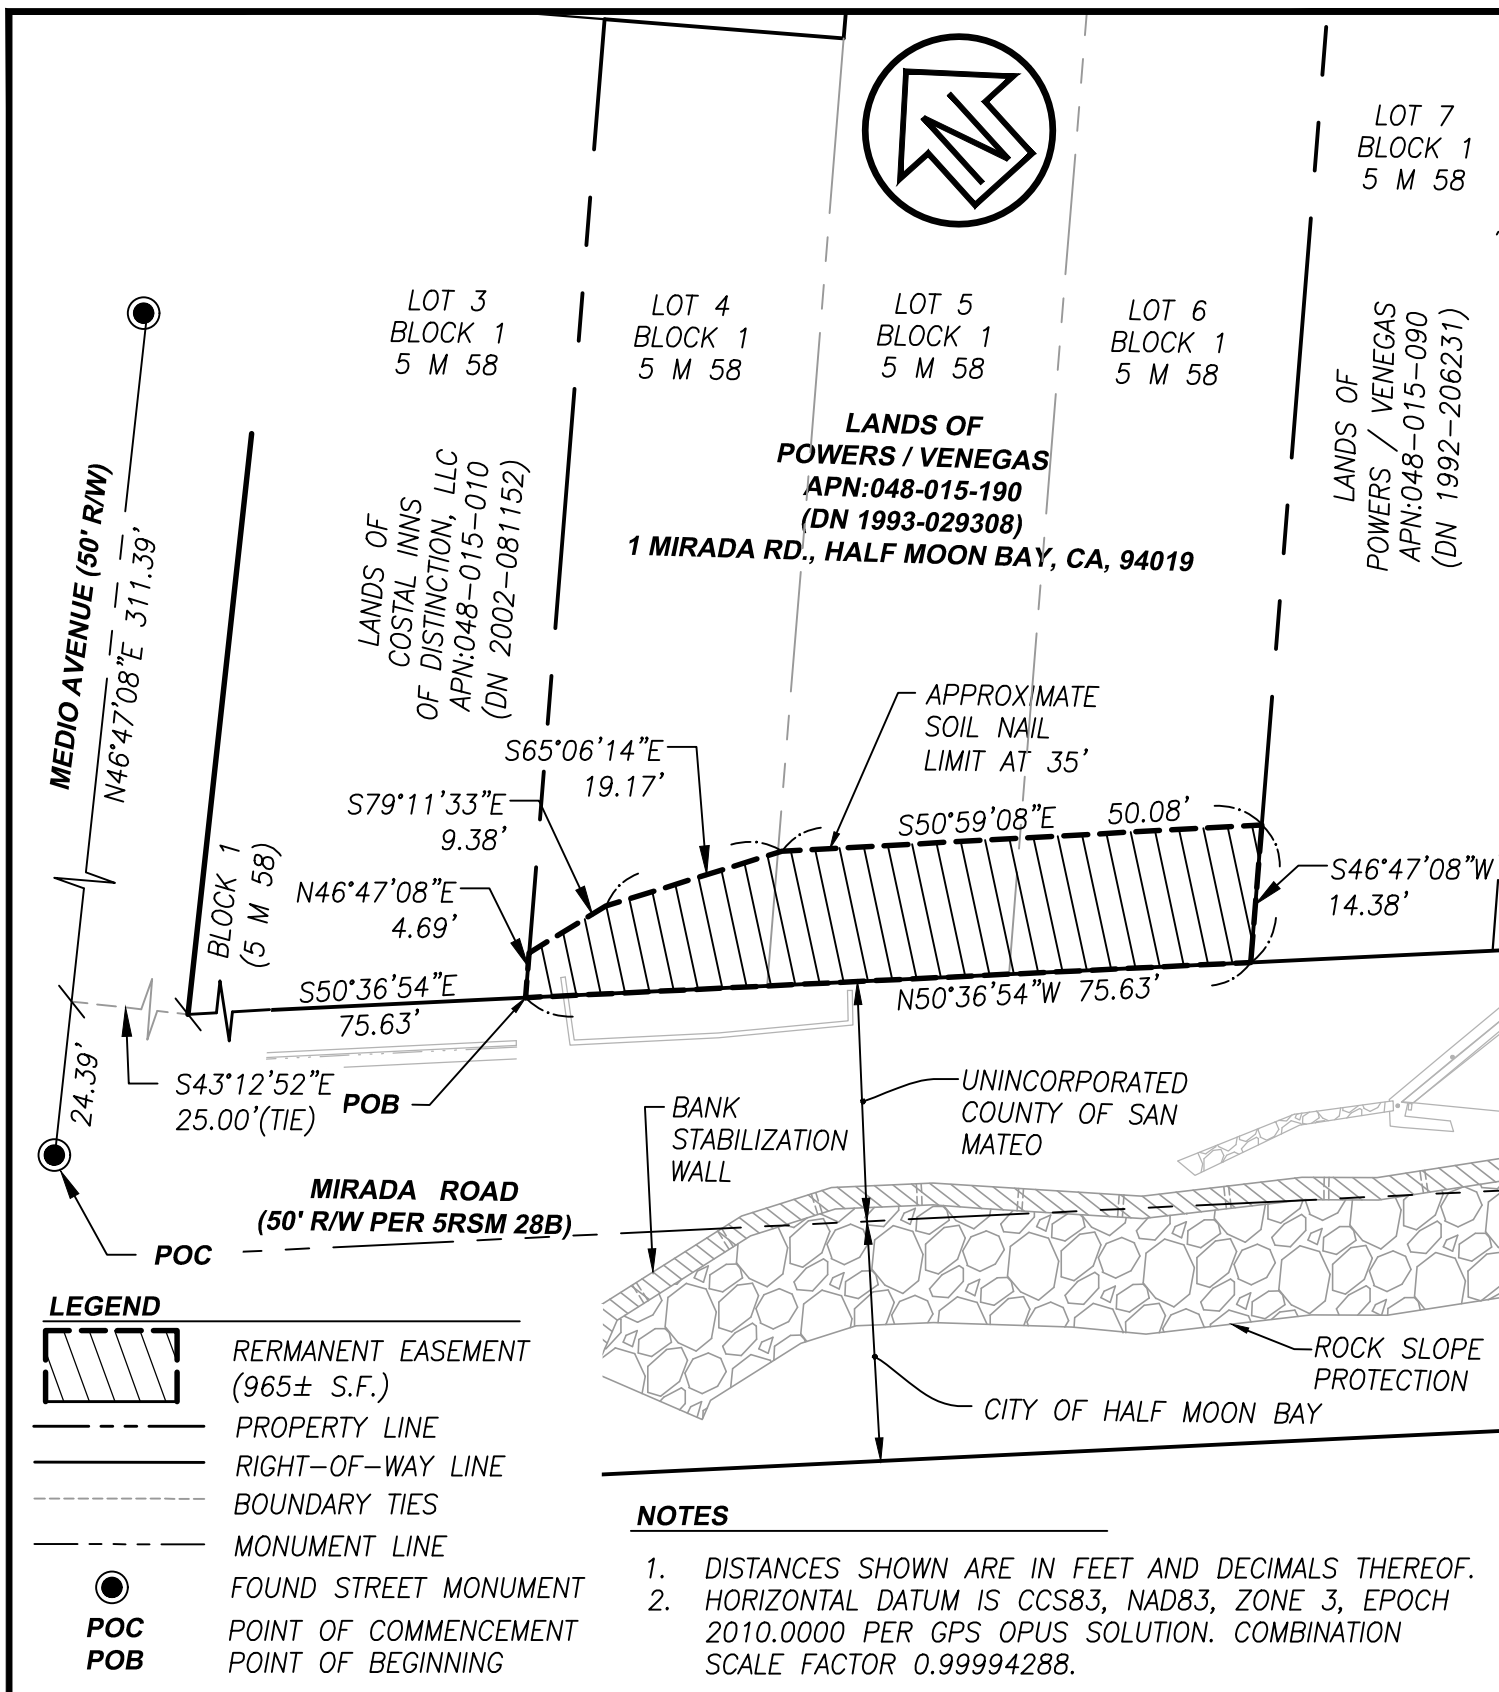 N
LOT 7
BLOCK 1
5 M 58
LOT 3
BLOCK 1
5 M 58
LOT 4
BLOCK 1
5 M 58
LOT 5
BLOCK 1
5 M 58
LOT 6
BLOCK 1
5 M 58
LANDS OF
POWERS / VENEGAS
APN:048-015-190
(DN 1993-029308)
1 MIRADA RD., HALF MOON BAY, CA, 94019
LANDS OF
POWERS / VENEGAS
APN:048-015-090
(DN 1992-206231)
MEDIO AVENUE (50' R/W)
N46°47'08"E 311.39'
LANDS OF
COSTAL INNS
OF DISTINCTION, LLC
APN:048-015-010
(DN 2002-081152)
APPROXIMATE
SOIL NAIL
LIMIT AT 35'
S65°06'14"E
19.17'
S79°11'33"E
9.38'
S50°59'08"E 50.08'
N46°47'08"E
4.69'
S46°47'08"W
14.38'
BLOCK 1
(5 M 58)
S50°36'54"E
75.63'
N50°36'54"W 75.63'
24.39'
S43°12'52"E
25.00'(TIE)
POB
BANK
STABILIZATION
WALL
UNINCORPORATED
COUNTY OF SAN
MATEO
MIRADA ROAD
(50' R/W PER 5RSM 28B)
POC
ROCK SLOPE
PROTECTION
CITY OF HALF MOON BAY
LEGEND
RERMANENT EASEMENT
(965± S.F.)
PROPERTY LINE
RIGHT-OF-WAY LINE
BOUNDARY TIES
MONUMENT LINE
FOUND STREET MONUMENT
POC POINT OF COMMENCEMENT
POB POINT OF BEGINNING
NOTES
1. DISTANCES SHOWN ARE IN FEET AND DECIMALS THEREOF.
2. HORIZONTAL DATUM IS CCS83, NAD83, ZONE 3, EPOCH
2010.0000 PER GPS OPUS SOLUTION. COMBINATION
SCALE FACTOR 0.99994288.